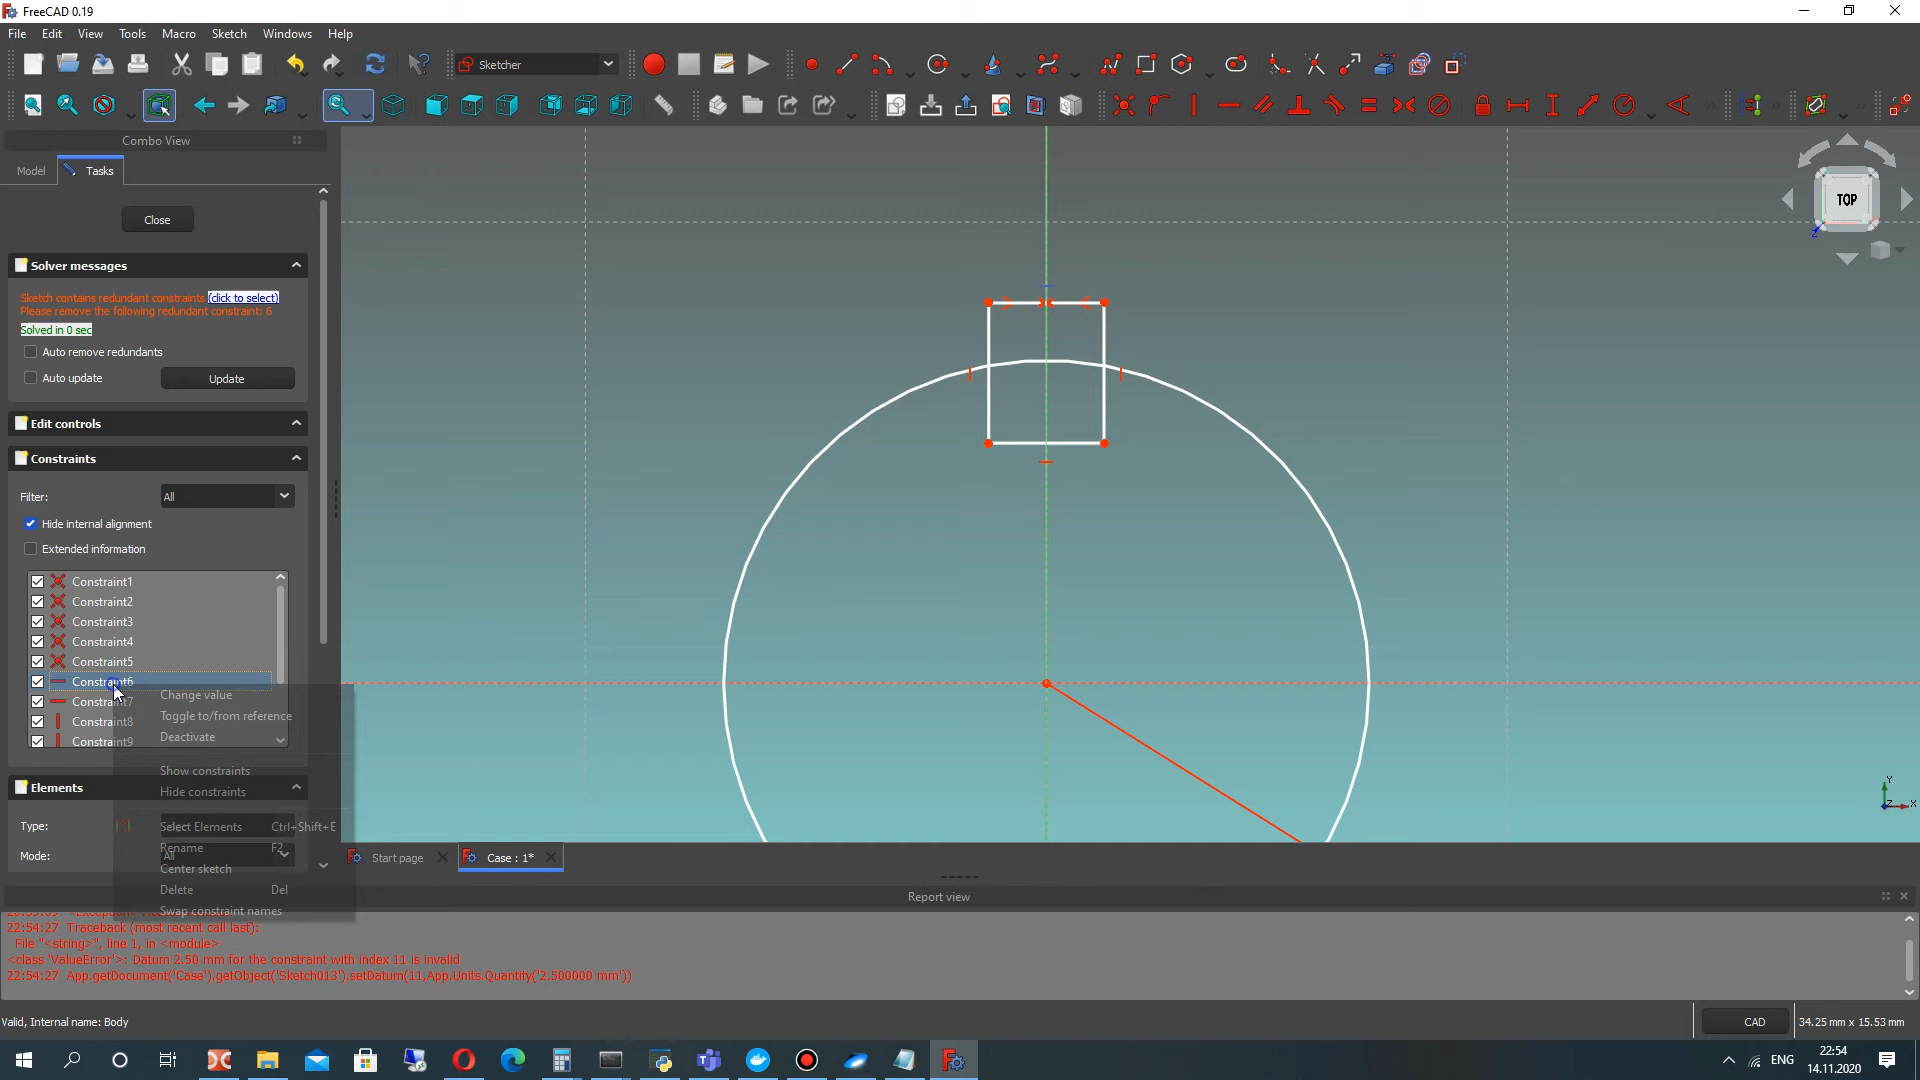 FreeCAD 0.19
File Edit View Tools Macro Sketch Windows Help
Sketcher
Combo View
Model Tasks
Close
Solver messages
Sketch contains redundant constraints (click to select)
Please remove the following redundant constraint: 6
Solved in 0 sec
Auto remove redundants
Auto update Update
Edit controls
Constraints
Filter: All
Hide internal alignment
Extended information
Constraint1
Constraint2
Constraint3
Constraint4
Constraint5
Constraint6
Change value
Constraint7
Toggle to/from reference
Constraint8
Deactivate
Constraint9
Show constraints
Elements
Hide constraints
Type:
Select Elements Ctrl+Shift+E
Rename F2
Mode: All
Center sketch
Delete Del
Swap constraint names
TOP
Y
Z X
Z
Start page Case : 1*
Report view
22:54:27 Traceback (most recent call last):
File "<string>", line 1, in <module>
<class 'ValueError'>: Datum 2.50 mm for the constraint with index 11 is invalid
22:54:27 App.getDocument('Case').getObject('Sketch013').setDatum(11,App.Units.Quantity('2.500000 mm'))
Valid, Internal name: Body
CAD 34.25 mm x 15.53 mm
ENG 22:54
14.11.2020